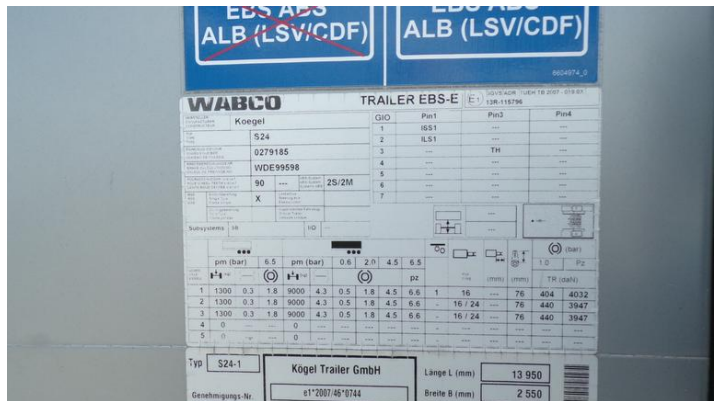 EBS ABS
ALB (LSV/CDF)
EBS ABS
ALB (LSV/CDF)
WABCO
TRAILER EBS-E
E1
13R-115796
Koegel
S24
0279185
WDE99598
90 --- 2S/2M
X
Subsystems
I/O
GIO Pin1 Pin3 Pin4
1 ISS1 --- ---
2 ILS1 --- ---
3 --- TH ---
4 --- --- ---
5 --- --- ---
6 --- --- ---
7 --- --- ---
pm (bar) 6.5 pm (bar) 0.6 2.0 4.5 6.5
(bar)
1.0 Pz
pz
(mm) (mm) TR (daN)
1 1300 0.3 1.8 9000 4.3 0.5 1.8 4.5 6.6 1 16 --- 76 404 4032
2 1300 0.3 1.8 9000 4.3 0.5 1.8 4.5 6.6 - 16 / 24 --- 76 440 3947
3 1300 0.3 1.8 9000 4.3 0.5 1.8 4.5 6.6 - 16 / 24 --- 76 440 3947
4 0 --- --- 0 --- --- --- --- --- - --- --- --- --- ---
5 0 --- --- 0 --- --- --- --- --- - --- --- --- --- ---
Typ S24-1
Kögel Trailer GmbH
Länge L (mm) 13 950
Genehmigungs-Nr.
e1*2007/46*0744
Breite B (mm) 2 550